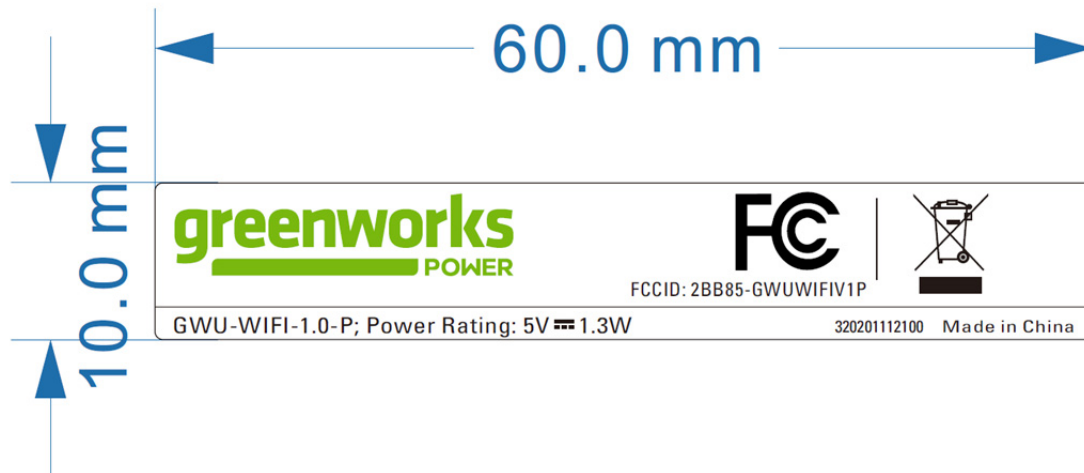 60.0 mm
10.0 mm
greenworks
POWER
FC
FCCID: 2BB85-GWUWIFIV1P
GWU-WIFI-1.0-P; Power Rating: 5V⎓1.3W
320201112100 Made in China